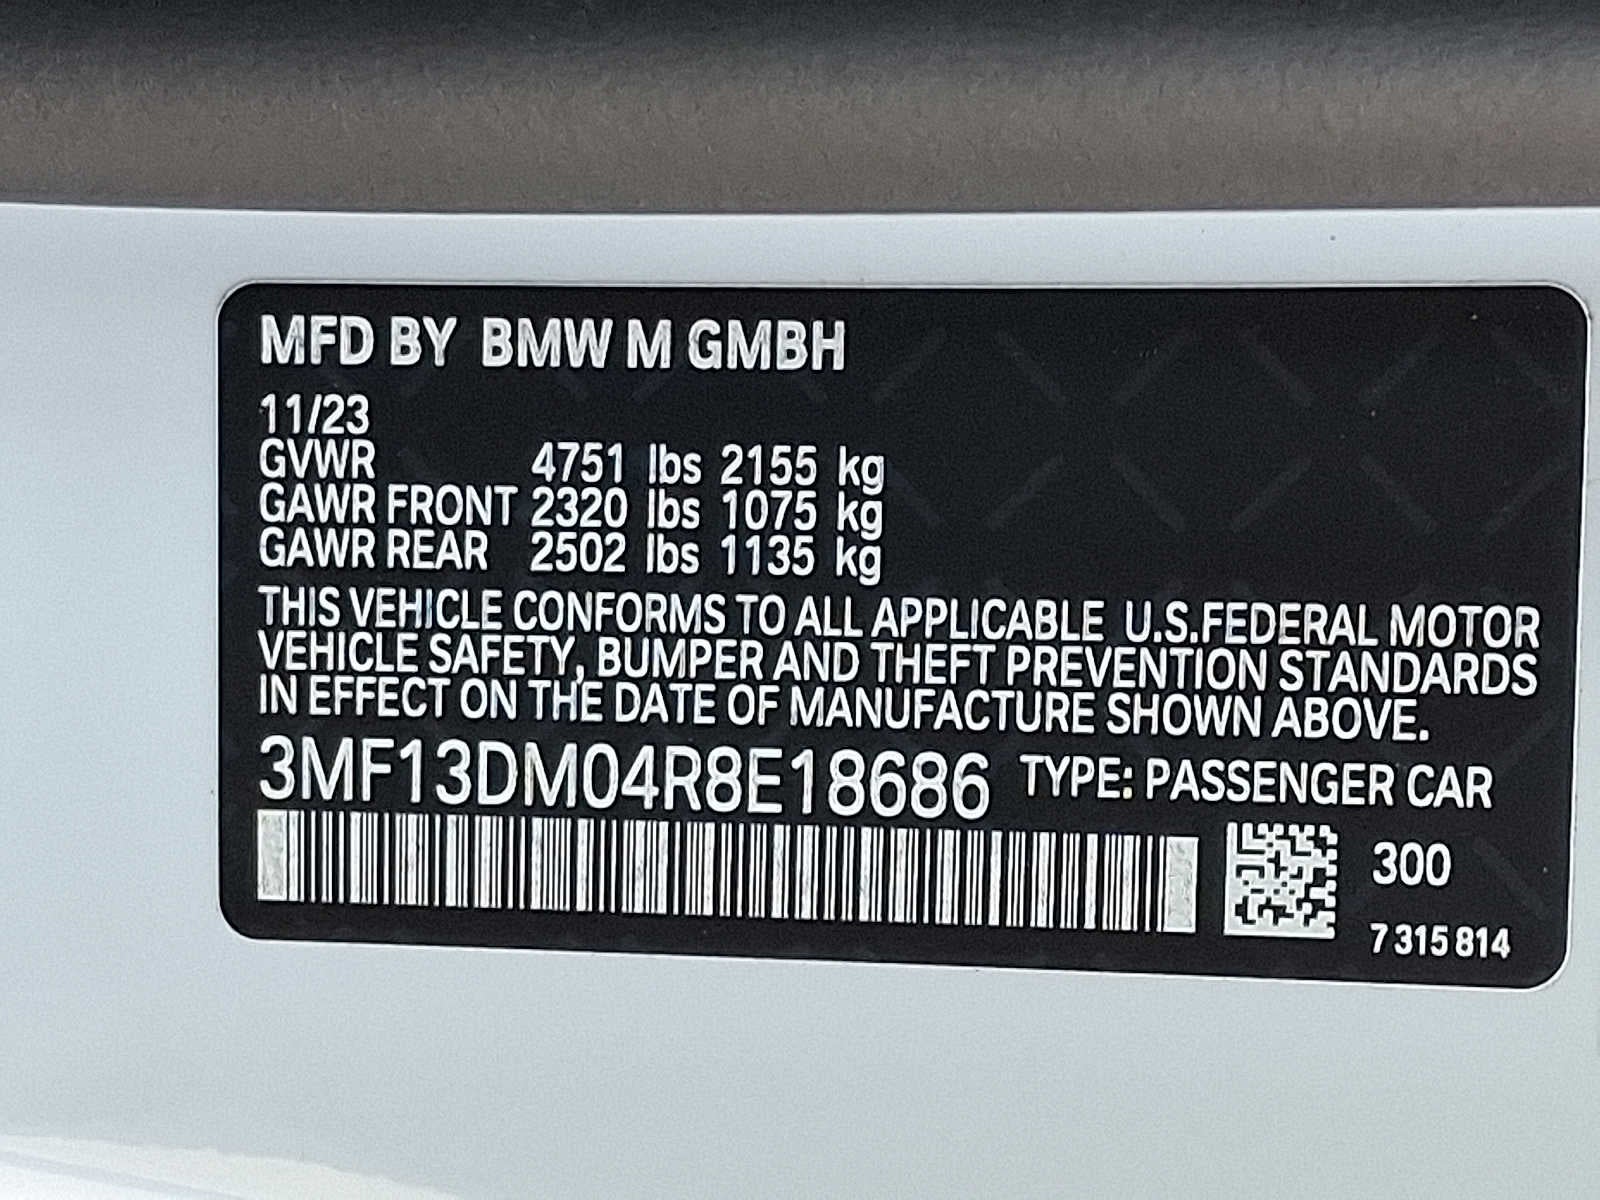 MFD BY BMW M GMBH
11/23
GVWR 4751 lbs 2155 kg
GAWR FRONT 2320 lbs 1075 kg
GAWR REAR 2502 lbs 1135 kg
THIS VEHICLE CONFORMS TO ALL APPLICABLE U.S.FEDERAL MOTOR
VEHICLE SAFETY, BUMPER AND THEFT PREVENTION STANDARDS
IN EFFECT ON THE DATE OF MANUFACTURE SHOWN ABOVE.
3MF13DM04R8E18686 TYPE: PASSENGER CAR
300
7 315 814